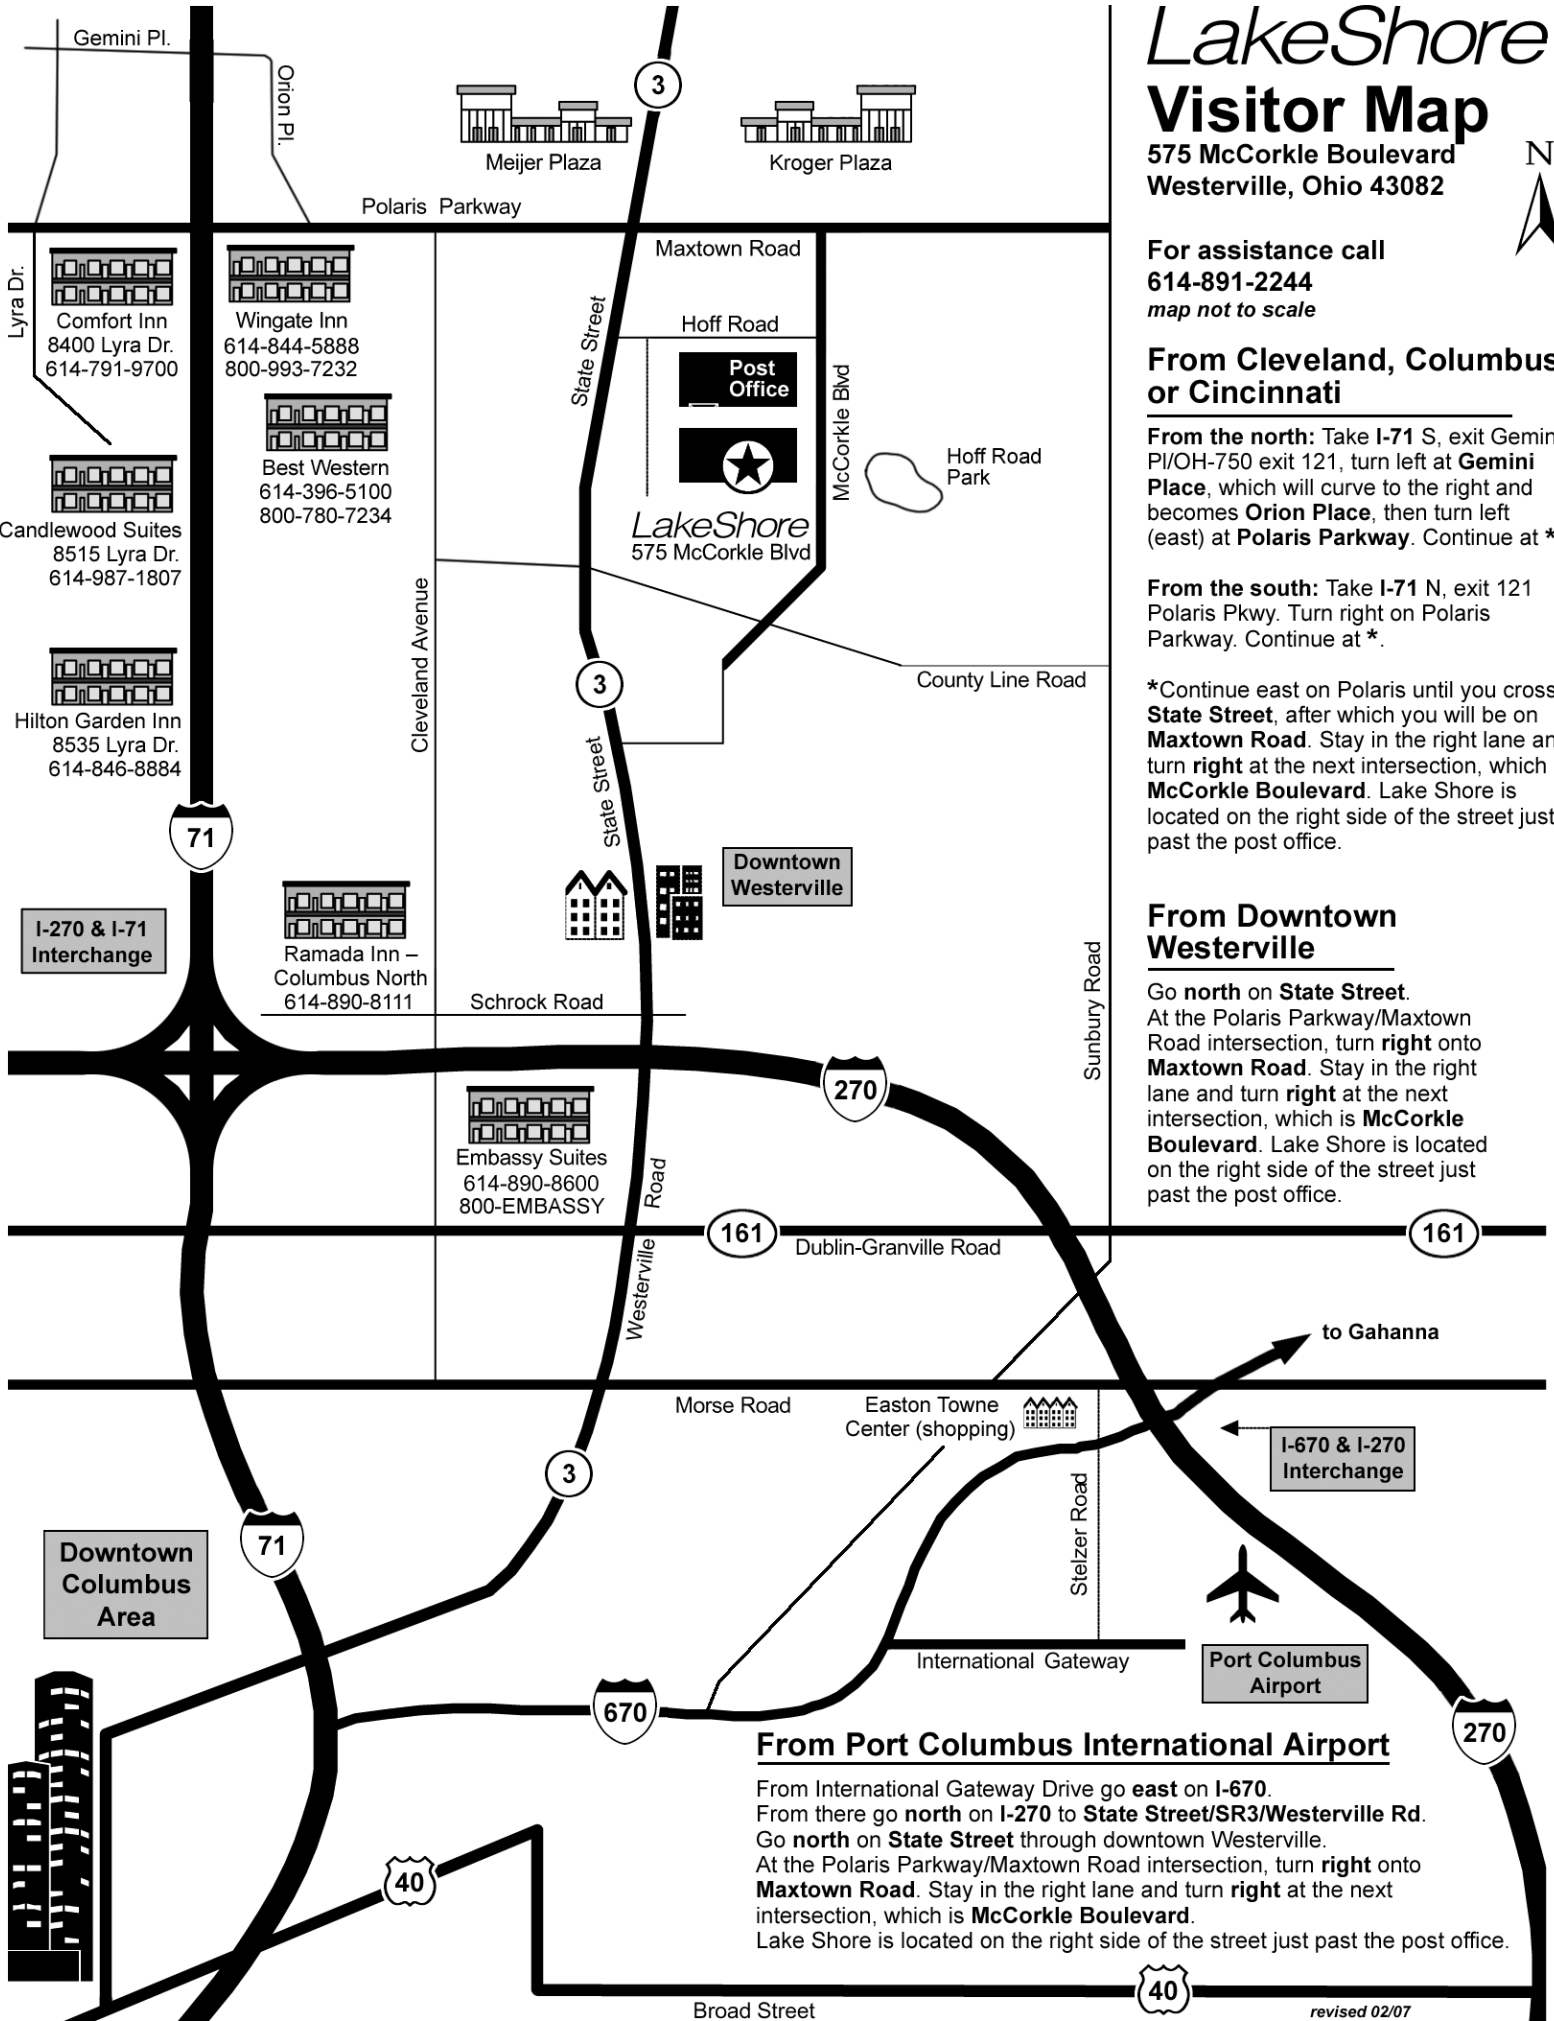 Gemini Pl.
Orion Pl.
3
Meijer Plaza
Kroger Plaza
Polaris Parkway
Maxtown Road
Lyra Dr.
Comfort Inn
8400 Lyra Dr.
614-791-9700
Wingate Inn
614-844-5888
800-993-7232
State Street
Hoff Road
Post
Office
McCorkle Blvd
Best Western
614-396-5100
800-780-7234
Hoff Road
Park
Candlewood Suites
8515 Lyra Dr.
614-987-1807
LakeShore
575 McCorkle Blvd
Cleveland Avenue
County Line Road
3
Hilton Garden Inn
8535 Lyra Dr.
614-846-8884
State Street
71
Downtown
Westerville
I-270 & I-71
Interchange
Ramada Inn –
Columbus North
614-890-8111
Schrock Road
Sunbury Road
270
Embassy Suites
614-890-8600
800-EMBASSY
Westerville Road
161
Dublin-Granville Road
161
to Gahanna
Morse Road
Easton Towne
Center (shopping)
I-670 & I-270
Interchange
3
Stelzer Road
71
Downtown
Columbus
Area
International Gateway
Port Columbus
Airport
670
270
40
Broad Street
40
LakeShore
Visitor Map
575 McCorkle Boulevard
Westerville, Ohio 43082
N
For assistance call
614-891-2244
map not to scale
From Cleveland, Columbus
or Cincinnati
From the north: Take I-71 S, exit Gemin
Pl/OH-750 exit 121, turn left at Gemini
Place, which will curve to the right and
becomes Orion Place, then turn left
(east) at Polaris Parkway. Continue at *
From the south: Take I-71 N, exit 121
Polaris Pkwy. Turn right on Polaris
Parkway. Continue at *.
*Continue east on Polaris until you cross
State Street, after which you will be on
Maxtown Road. Stay in the right lane an
turn right at the next intersection, which
McCorkle Boulevard. Lake Shore is
located on the right side of the street just
past the post office.
From Downtown
Westerville
Go north on State Street.
At the Polaris Parkway/Maxtown
Road intersection, turn right onto
Maxtown Road. Stay in the right
lane and turn right at the next
intersection, which is McCorkle
Boulevard. Lake Shore is located
on the right side of the street just
past the post office.
From Port Columbus International Airport
From International Gateway Drive go east on I-670.
From there go north on I-270 to State Street/SR3/Westerville Rd.
Go north on State Street through downtown Westerville.
At the Polaris Parkway/Maxtown Road intersection, turn right onto
Maxtown Road. Stay in the right lane and turn right at the next
intersection, which is McCorkle Boulevard.
Lake Shore is located on the right side of the street just past the post office.
revised 02/07